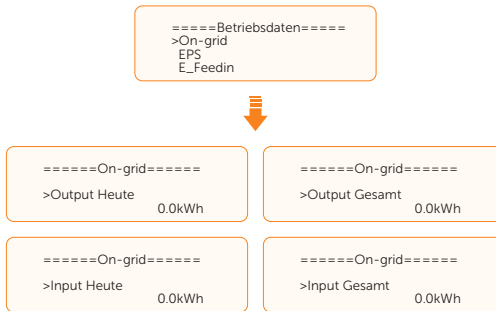 =====Betriebsdaten=====
>On-grid
EPS
E_Feedin
======On-grid======
>Output Heute
0.0kWh
======On-grid======
>Output Gesamt
0.0kWh
======On-grid======
>Input Heute
0.0kWh
======On-grid======
>Input Gesamt
0.0kWh